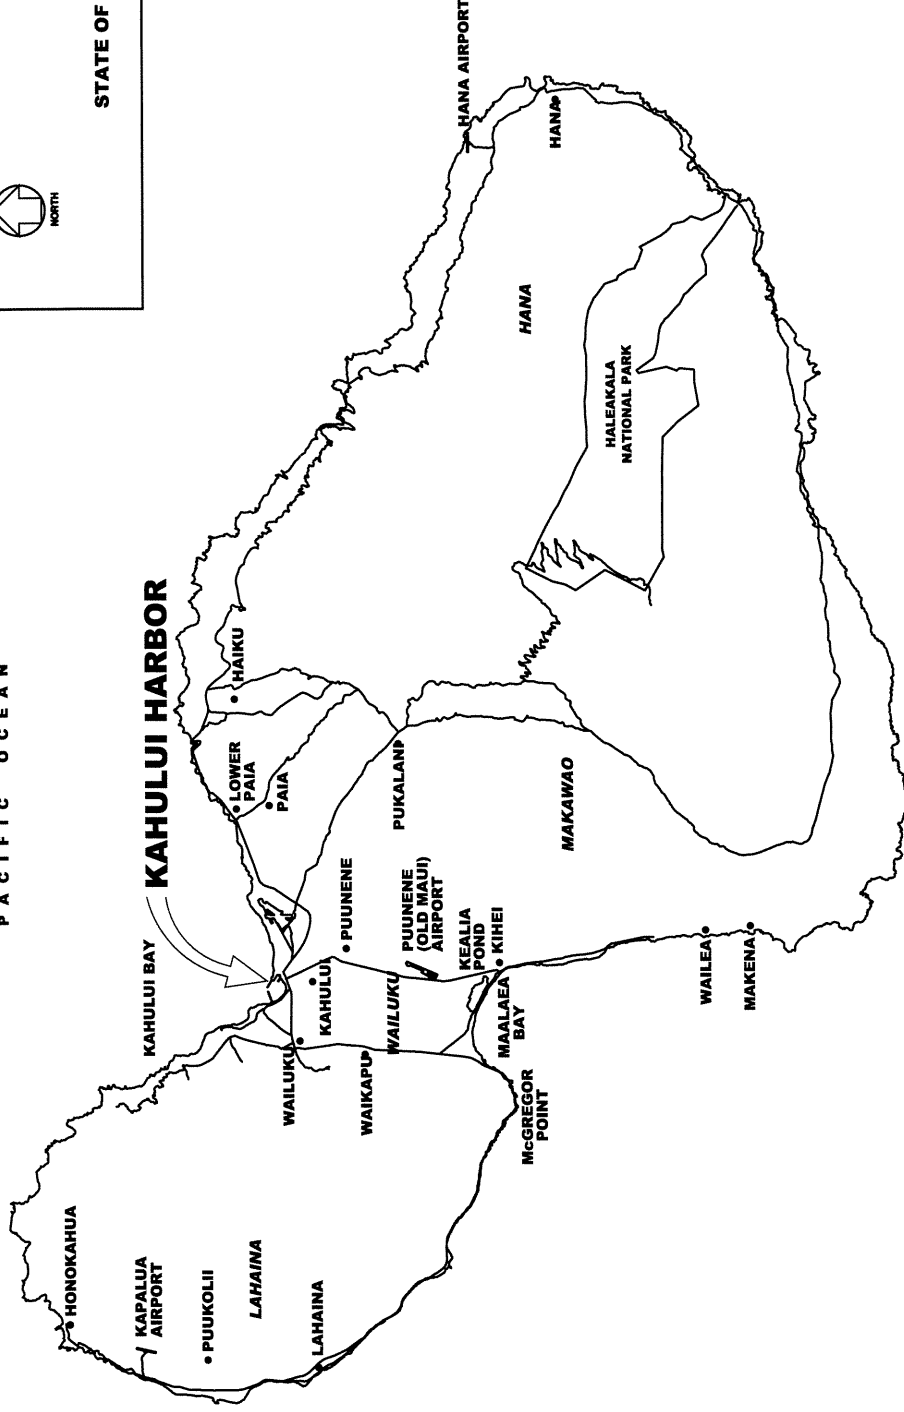 STATE OF
NORTH
PACIFIC OCEAN
KAHULUI HARBOR
KAHULUI BAY
HANA AIRPORT
HANA
HANA
HALEAKALA
NATIONAL PARK
HAIKU
LOWER
PAIA
PAIA
PUKALANI
MAKAWAO
PUUNENE
PUUNENE
(OLD MAUI)
AIRPORT
KEALIA
POND
KIHEI
KAHULUI
WAILUKU
WAILUKU
WAIKAPU
MAALAEA
BAY
McGREGOR
POINT
WAILEA
MAKENA
HONOKAHUA
KAPALUA
AIRPORT
PUUKOLII
LAHAINA
LAHAINA